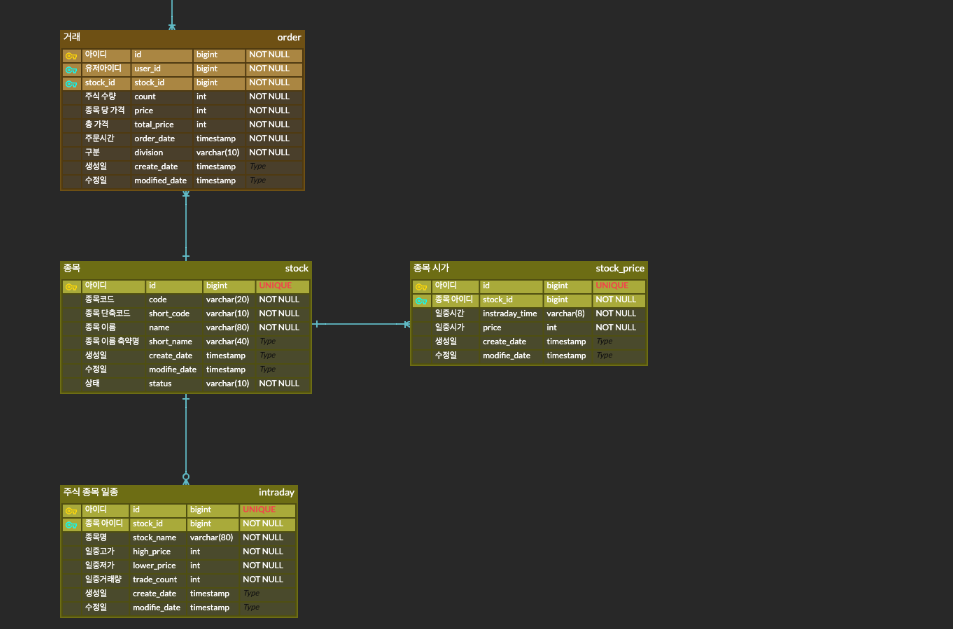 거래 order
아이디 id bigint NOT NULL
유저아이디 user_id bigint NOT NULL
stock_id stock_id bigint NOT NULL
주식 수량 count int NOT NULL
종목 당 가격 price int NOT NULL
총 가격 total_price int NOT NULL
주문시간 order_date timestamp NOT NULL
구분 division varchar(10) NOT NULL
생성일 create_date timestamp Type
수정일 modified_date timestamp Type
종목 stock
아이디 id bigint UNIQUE
종목코드 code varchar(20) NOT NULL
종목 단축코드 short_code varchar(10) NOT NULL
종목 이름 name varchar(80) NOT NULL
종목 이름 축약명 short_name varchar(40) Type
생성일 create_date timestamp Type
수정일 modifie_date timestamp Type
상태 status varchar(10) NOT NULL
종목 시가 stock_price
아이디 id bigint UNIQUE
종목 아이디 stock_id bigint NOT NULL
일중시간 instraday_time varchar(8) NOT NULL
일중시가 price int NOT NULL
생성일 create_date timestamp Type
수정일 modifie_date timestamp Type
주식 종목 일중 intraday
아이디 id bigint UNIQUE
종목 아이디 stock_id bigint NOT NULL
종목명 stock_name varchar(80) NOT NULL
일중고가 high_price int NOT NULL
일중저가 lower_price int NOT NULL
일중거래량 trade_count int NOT NULL
생성일 create_date timestamp Type
수정일 modifie_date timestamp Type